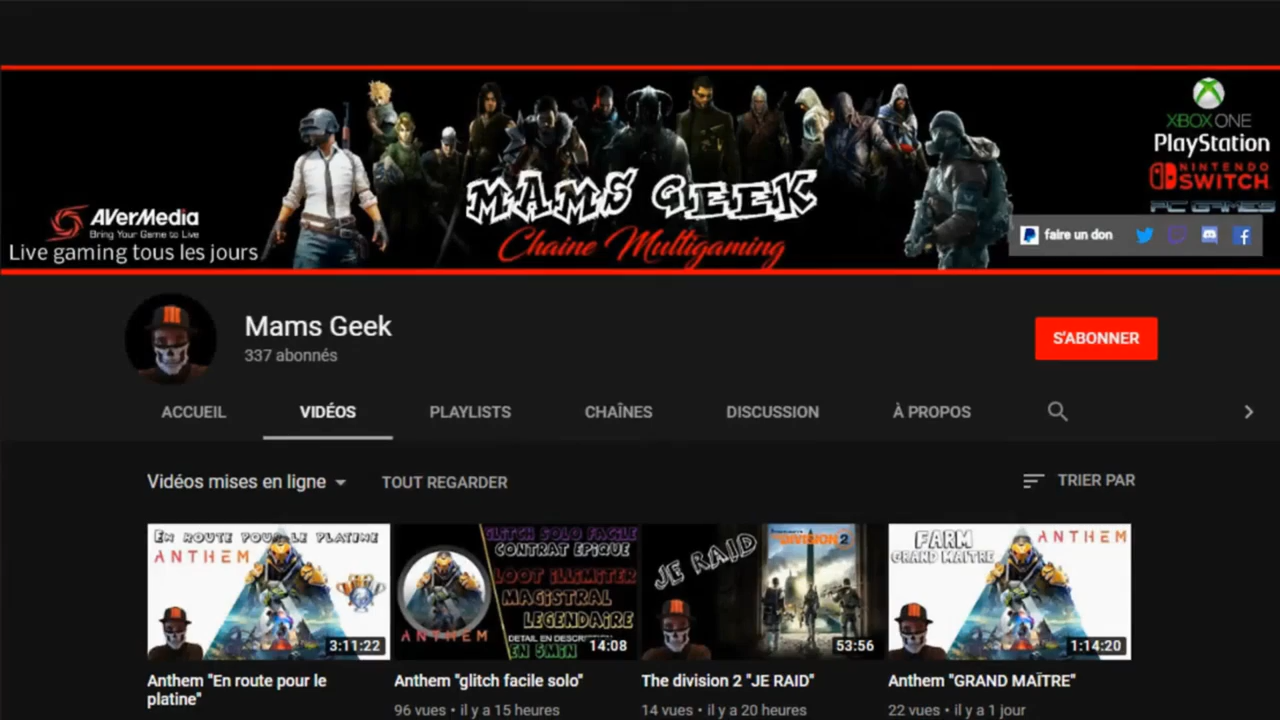 XBOX ONE
PlayStation
NINTENDO
SWITCH
PC GAMES
MAMS GEEK
Chaine Multigaming
AVerMedia
Bring Your Game to Live
Live gaming tous les jours
faire un don
Mams Geek
337 abonnés
S'ABONNER
ACCUEIL
VIDÉOS
PLAYLISTS
CHAÎNES
DISCUSSION
À PROPOS
Vidéos mises en ligne
TOUT REGARDER
TRIER PAR
EN ROUTE POUR LE PLATINE
ANTHEM
3:11:22
GLITCH SOLO FACILE
CONTRAT EPIQUE
LOOT ILLIMITER
MAGISTRAL
LEGENDAIRE
DETAIL EN DESCRIPTION
EN 5MIN
ANTHEM
14:08
JE RAID
DIVISION 2
53:56
FARM
GRAND MAÎTRE
ANTHEM
1:14:20
Anthem "En route pour le
platine"
Anthem "glitch facile solo"
96 vues • il y a 15 heures
The division 2 "JE RAID"
14 vues • il y a 20 heures
Anthem "GRAND MAÏTRE"
22 vues • il y a 1 jour